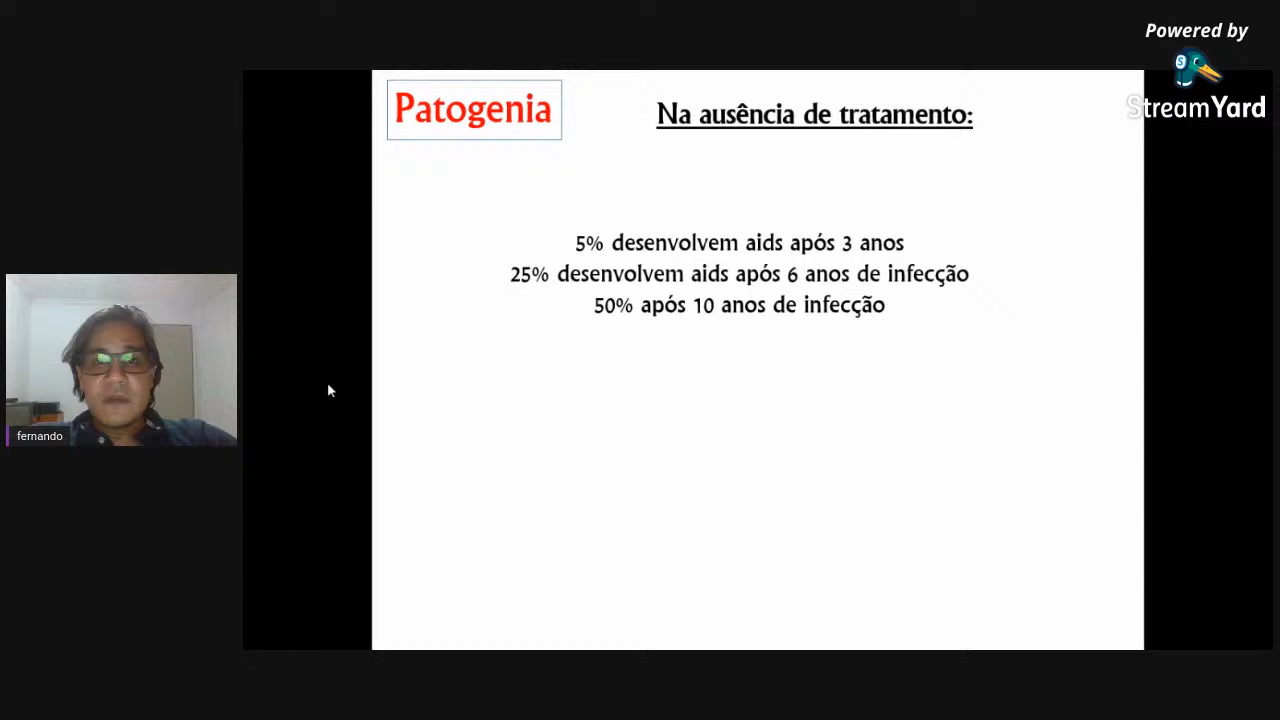 Powered by
StreamYard
Patogenia
Na ausência de tratamento:
5% desenvolvem aids após 3 anos
25% desenvolvem aids após 6 anos de infecção
50% após 10 anos de infecção
fernando